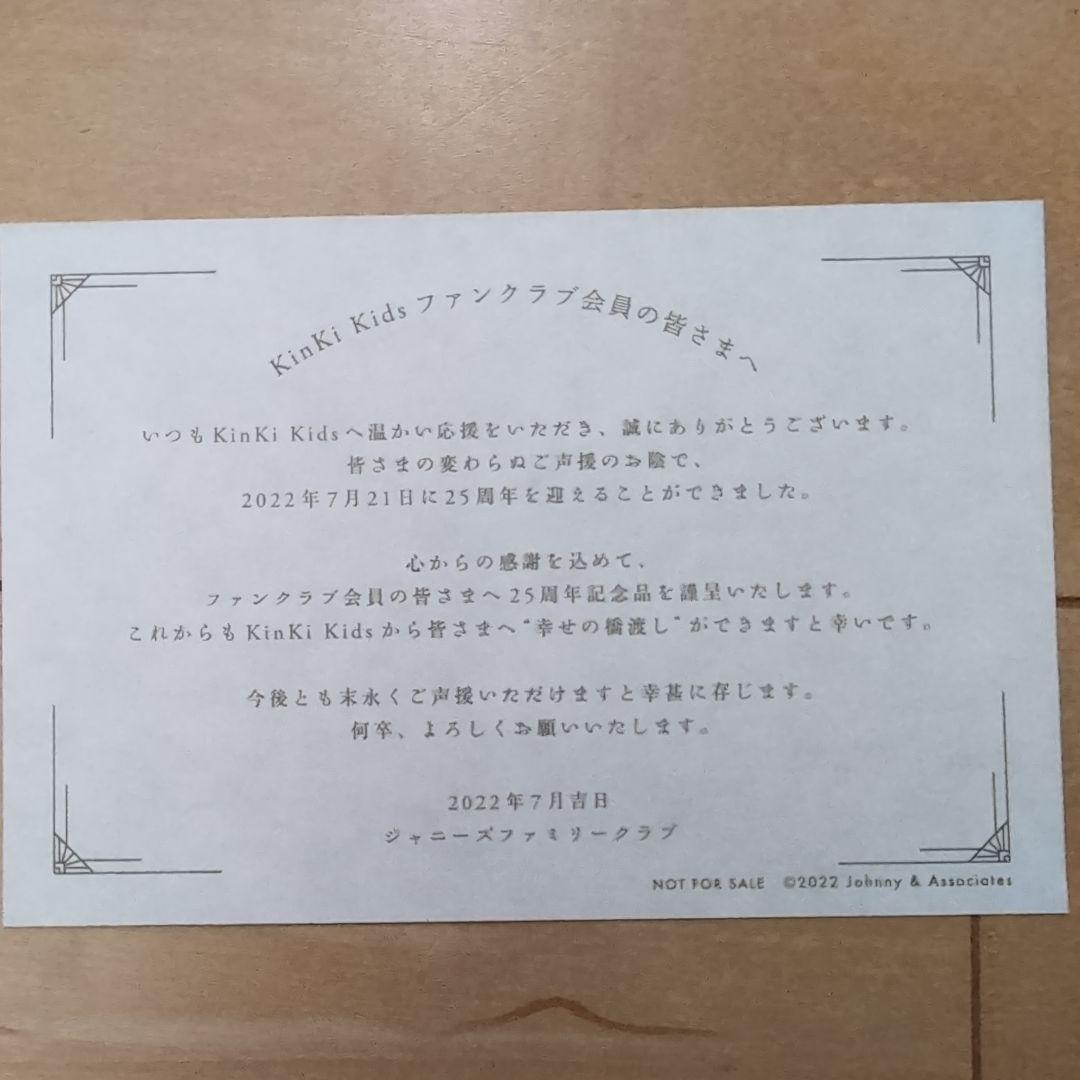 KinKi Kids ファンクラブ会員の皆さまへ
いつもKinKi Kidsへ温かい応援をいただき、誠にありがとうございます。
皆さまの変わらぬご声援のお陰で、
2022年7月21日に25周年を迎えることができました。
心からの感謝を込めて、
ファンクラブ会員の皆さまへ25周年記念品を謹呈いたします。
これからもKinKi Kidsから皆さまへ“幸せの橋渡し”ができますと幸いです。
今後とも末永くご声援いただけますと幸甚に存じます。
何卒、よろしくお願いいたします。
2022年7月吉日
ジャニーズファミリークラブ
NOT FOR SALE ©2022 Johnny & Associates